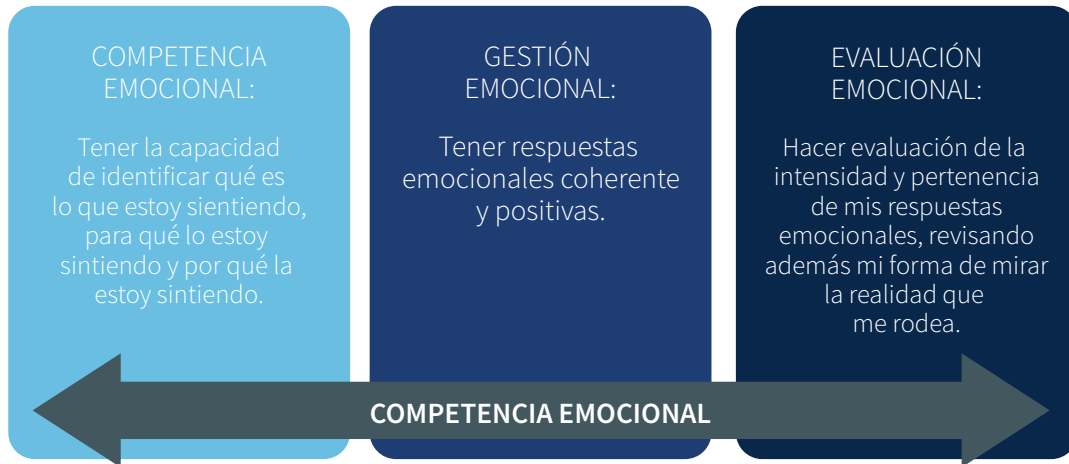 COMPETENCIA
EMOCIONAL:
Tener la capacidad
de identificar qué es
lo que estoy sientiendo,
para qué lo estoy
sintiendo y por qué la
estoy sintiendo.
GESTIÓN
EMOCIONAL:
Tener respuestas
emocionales coherente
y positivas.
EVALUACIÓN
EMOCIONAL:
Hacer evaluación de la
intensidad y pertenencia
de mis respuestas
emocionales, revisando
además mi forma de mirar
la realidad que
me rodea.
COMPETENCIA EMOCIONAL